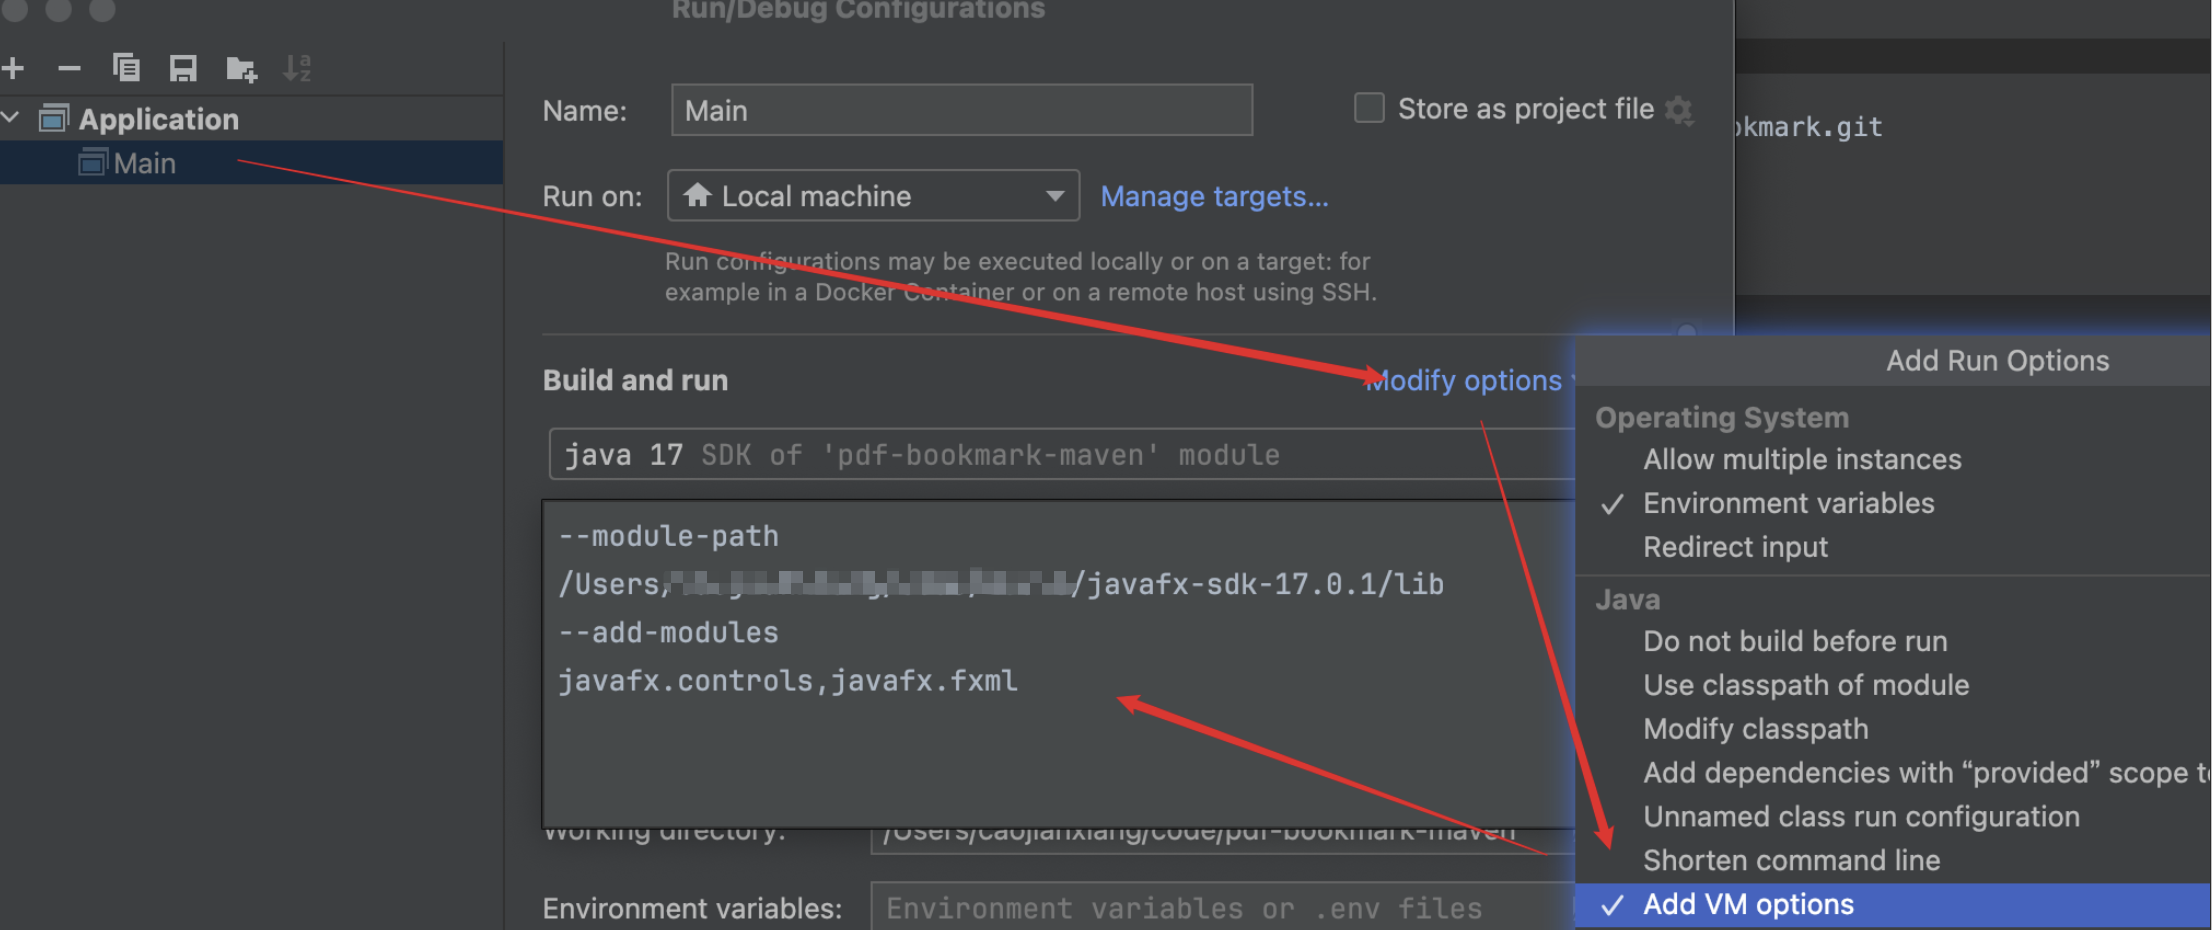 Run/Debug Configurations
Application
Main
Name:
Main
Store as project file
okmark.git
Run on:
Local machine
Manage targets...
Run configurations may be executed locally or on a target: for
example in a Docker Container or on a remote host using SSH.
Build and run
Modify options
java 17 SDK of 'pdf-bookmark-maven' module
--module-path
/Users/ /javafx-sdk-17.0.1/lib
--add-modules
javafx.controls,javafx.fxml
Working directory:
/Users/caojianxiang/code/pdf-bookmark-maven
Environment variables:
Environment variables or .env files
Add Run Options
Operating System
Allow multiple instances
Environment variables
Redirect input
Java
Do not build before run
Use classpath of module
Modify classpath
Add dependencies with “provided” scope to
Unnamed class run configuration
Shorten command line
Add VM options